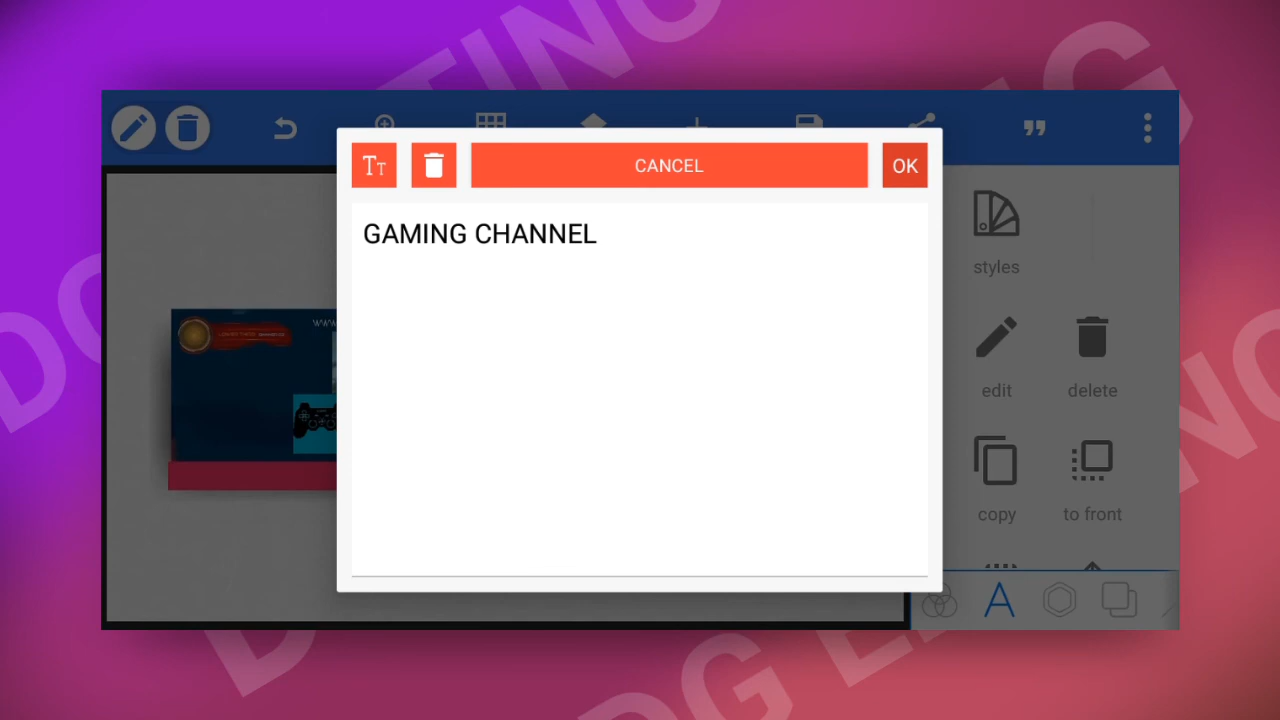 CANCEL
OK
GAMING CHANNEL
styles
edit
delete
copy
to front